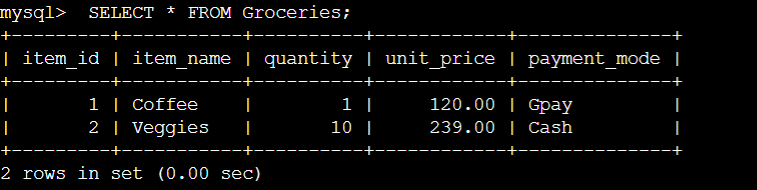 mysql>  SELECT * FROM Groceries;
+---------+-----------+----------+------------+--------------+
| item_id | item_name | quantity | unit_price | payment_mode |
+---------+-----------+----------+------------+--------------+
|       1 | Coffee    |        1 |     120.00 | Gpay         |
|       2 | Veggies   |       10 |     239.00 | Cash         |
+---------+-----------+----------+------------+--------------+
2 rows in set (0.00 sec)